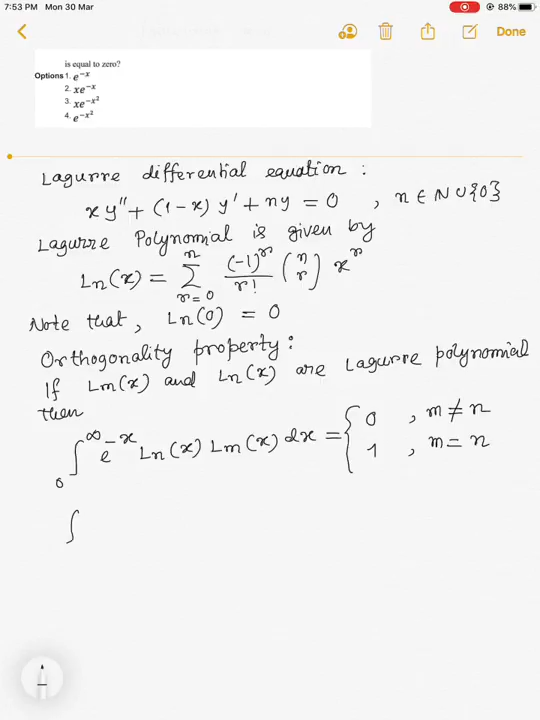 7:53 PM Mon 30 Mar
88%
Done
is equal to zero?
Options 1. e^{-x}
2. xe^{-x}
3. xe^{-x^2}
4. e^{-x^2}
Lagurre differential equation :
xy'' + (1-x) y' + ny = 0 , n ∈ N ∪ {0}
Lagurre Polynomial is given by
Ln(x) = ∑_{r=0}^{n} (-1)^r / r! (n r) x^r
Note that, Ln(0) = 0
Orthogonality property:
If Lm(x) and Ln(x) are Lagurre polynomial
then
∫_0^∞ e^{-x} Ln(x) Lm(x) dx = { 0 , m ≠ n
1 , m = n
∫